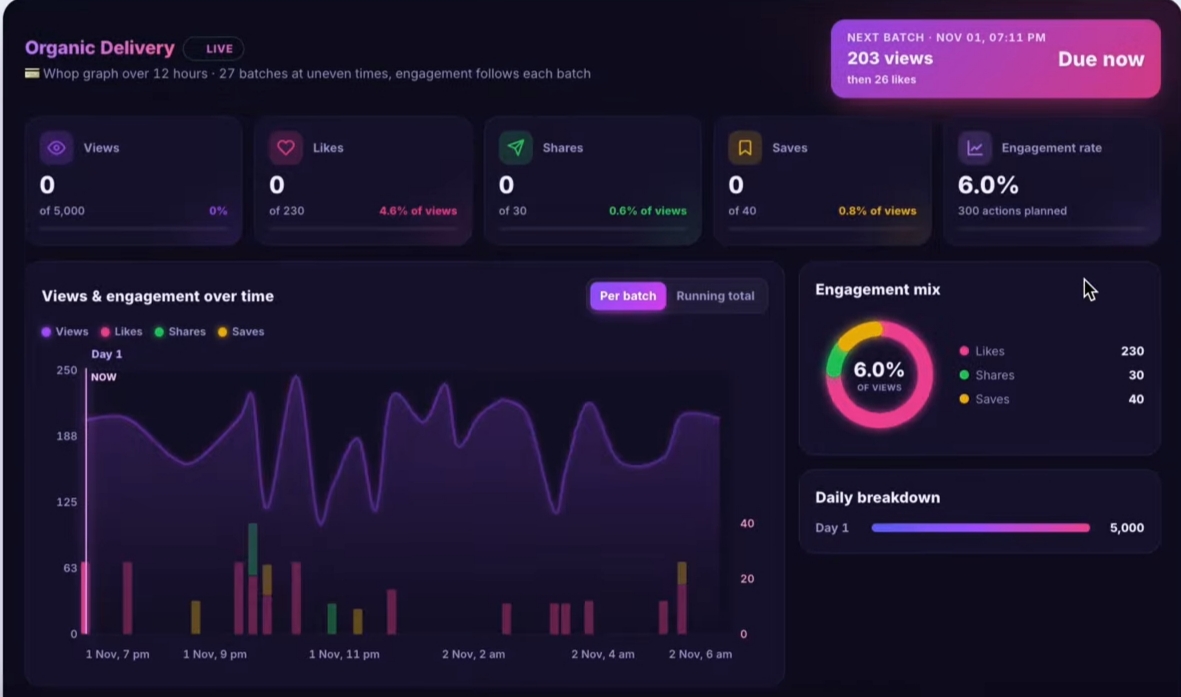 Organic Delivery
LIVE
Whop graph over 12 hours · 27 batches at uneven times, engagement follows each batch
NEXT BATCH · NOV 01, 07:11 PM
203 views
Due now
then 26 likes
Views
0
of 5,000
0%
Likes
0
of 230
4.6% of views
Shares
0
of 30
0.6% of views
Saves
0
of 40
0.8% of views
Engagement rate
6.0%
300 actions planned
Views & engagement over time
Per batch
Running total
Views
Likes
Shares
Saves
Day 1
NOW
250
188
125
63
0
40
20
0
1 Nov, 7 pm
1 Nov, 9 pm
1 Nov, 11 pm
2 Nov, 2 am
2 Nov, 4 am
2 Nov, 6 am
Engagement mix
6.0%
OF VIEWS
Likes 230
Shares 30
Saves 40
Daily breakdown
Day 1
5,000